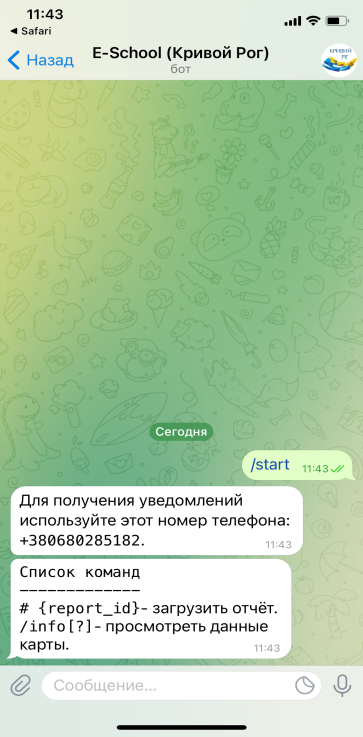 11:43
◀ Safari
Назад
E-School (Кривой Рог)
бот
КРИВИЙ
РІГ
Сегодня
/start 11:43
Для получения уведомлений
используйте этот номер телефона:
+380680285182. 11:43
Список команд
–––––––––––––
# {report_id}- загрузить отчёт.
/info[?]- просмотреть данные
карты. 11:43
Сообщение...